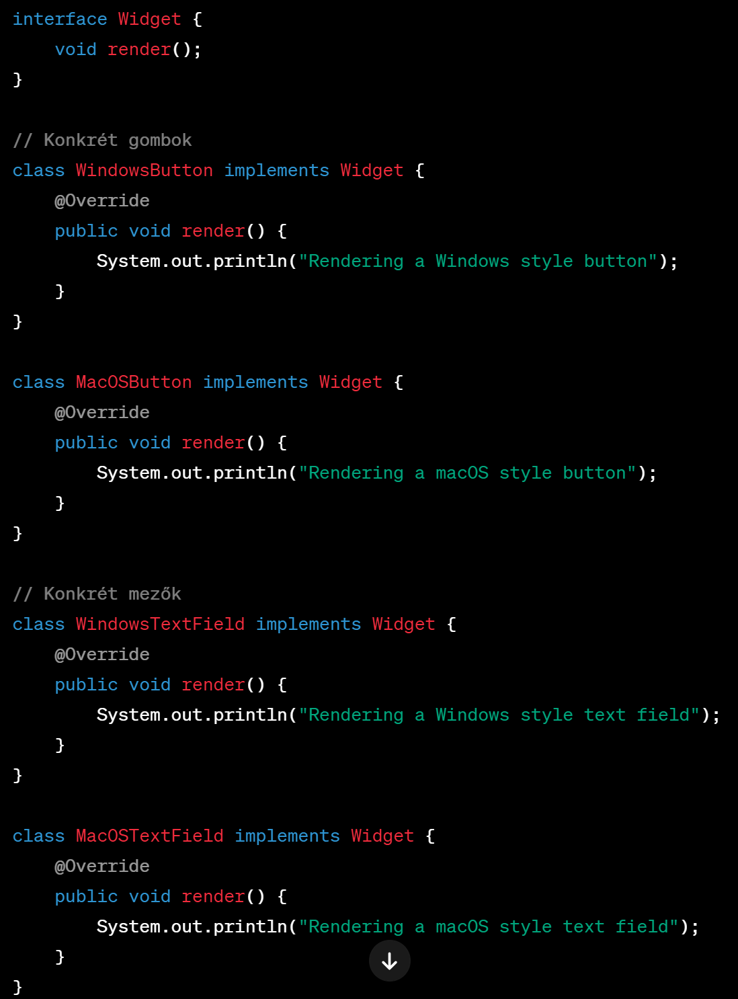 interface Widget {
    void render();
}
// Konkrét gombok
class WindowsButton implements Widget {
    @Override
    public void render() {
        System.out.println("Rendering a Windows style button");
    }
}
class MacOSButton implements Widget {
    @Override
    public void render() {
        System.out.println("Rendering a macOS style button");
    }
}
// Konkrét mezők
class WindowsTextField implements Widget {
    @Override
    public void render() {
        System.out.println("Rendering a Windows style text field");
    }
}
class MacOSTextField implements Widget {
    @Override
    public void render() {
        System.out.println("Rendering a macOS style text field");
    }
}